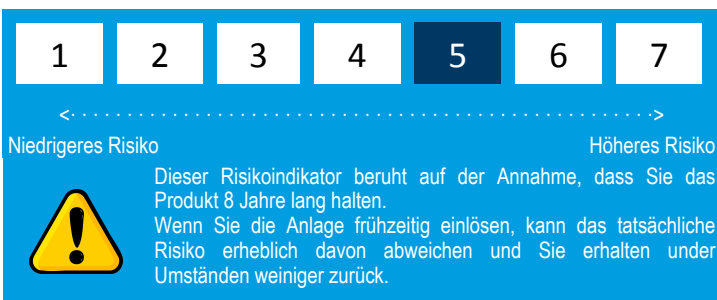 1 2 3 4 5 6 7
<· · · · · · · · · · · · · · · · · · · · · · · · · · · · · · · · · · · · · · · · · · · · · · · · · · · ·>
Niedrigeres Risiko Höheres Risiko
Dieser Risikoindikator beruht auf der Annahme, dass Sie das
Produkt 8 Jahre lang halten.
Wenn Sie die Anlage frühzeitig einlösen, kann das tatsächliche
Risiko erheblich davon abweichen und Sie erhalten under
Umständen weiniger zurück.